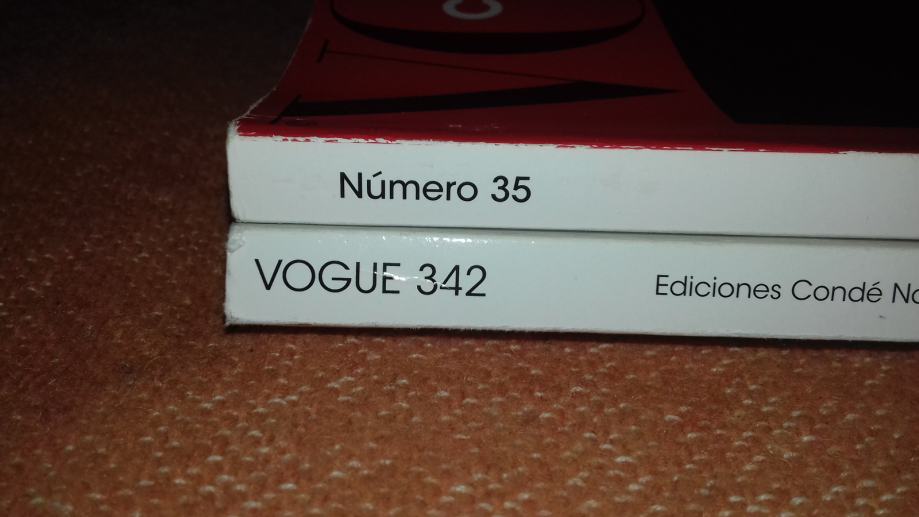 Número 35
VOGUE 342
Ediciones Condé